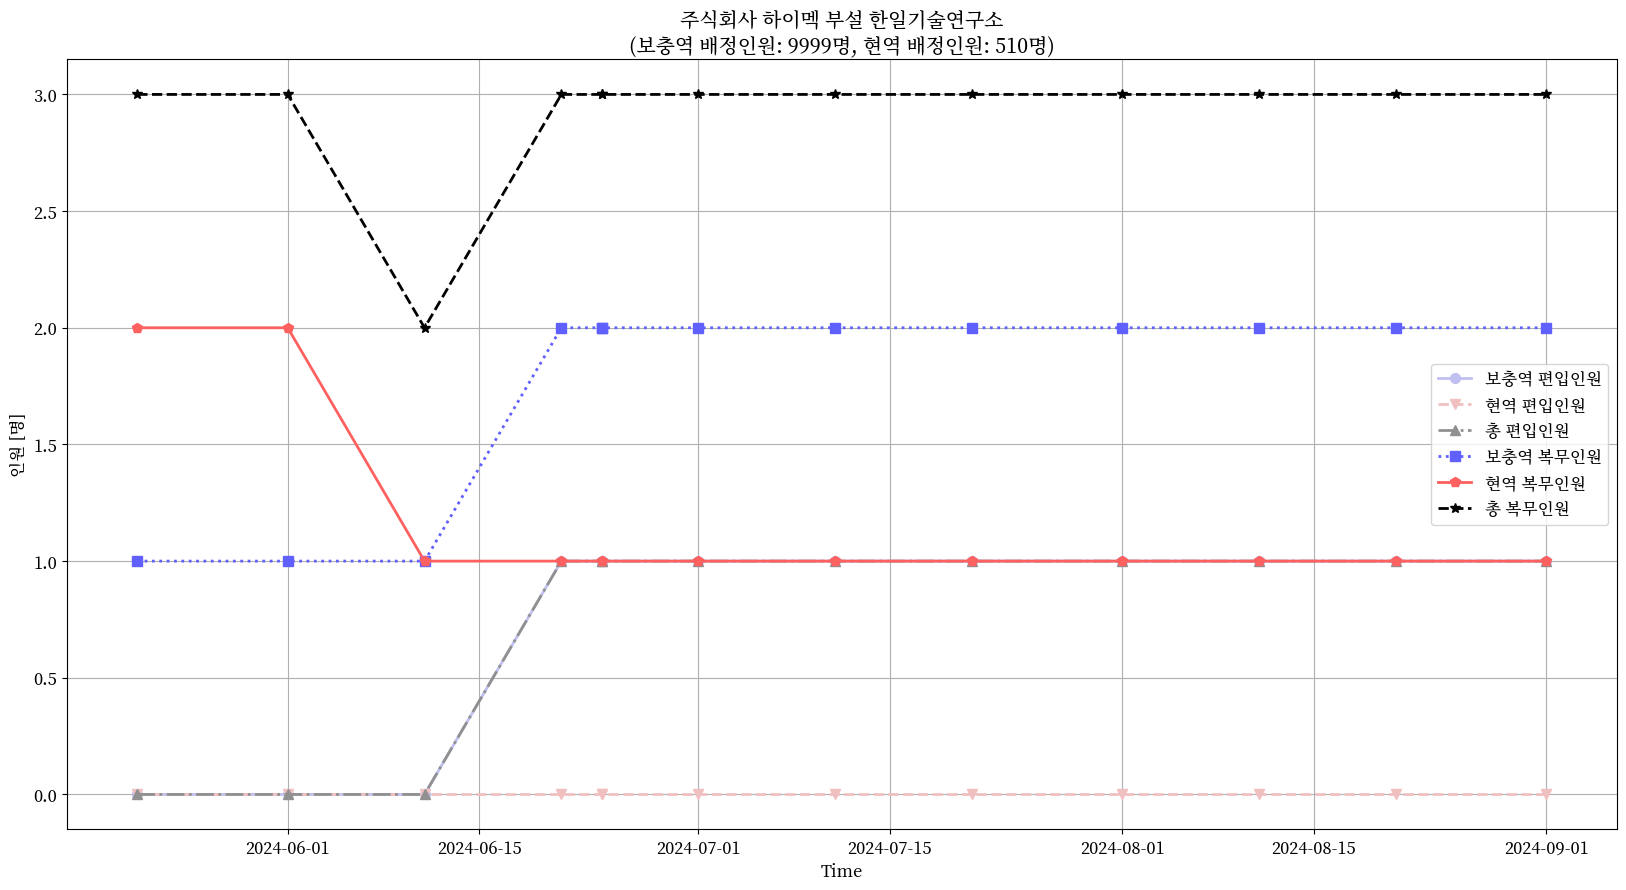 주식회사 하이멕 부설 한일기술연구소
(보충역 배정인원: 9999명, 현역 배정인원: 510명)
3.0
2.5
2.0
1.5
1.0
0.5
0.0
인원 [명]
보충역 편입인원
현역 편입인원
총 편입인원
보충역 복무인원
현역 복무인원
총 복무인원
2024-06-01
2024-06-15
2024-07-01
2024-07-15
2024-08-01
2024-08-15
2024-09-01
Time